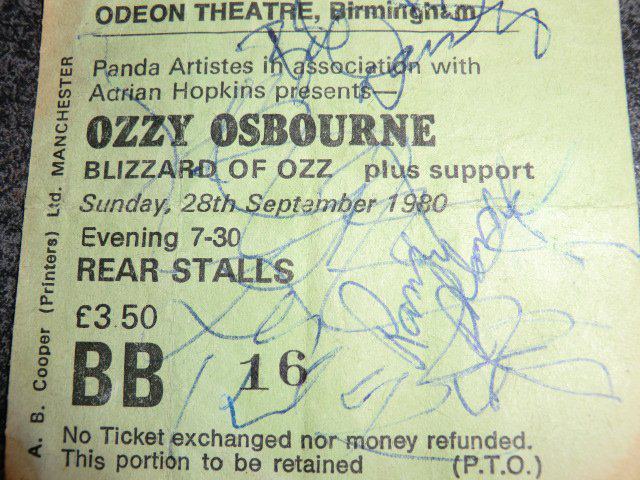 ODEON THEATRE, Birmingham
Panda Artistes in association with
Adrian Hopkins presents—
OZZY OSBOURNE
BLIZZARD OF OZZ plus support
Sunday, 28th September 1980
Evening 7-30
REAR STALLS
£3.50
BB 16
No Ticket exchanged nor money refunded.
This portion to be retained (P.T.O.)
A. B. Cooper (Printers) Ltd. MANCHESTER